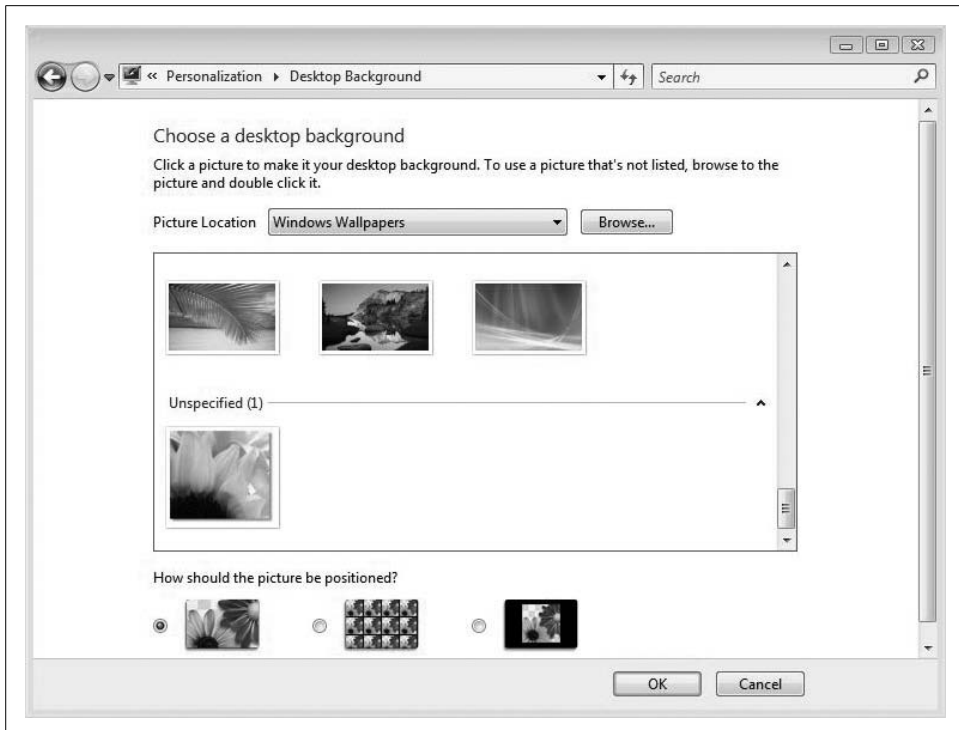 « Personalization ▸ Desktop Background
Search
Choose a desktop background
Click a picture to make it your desktop background. To use a picture that's not listed, browse to the
picture and double click it.
Picture Location Windows Wallpapers Browse...
Unspecified (1)
How should the picture be positioned?
OK Cancel